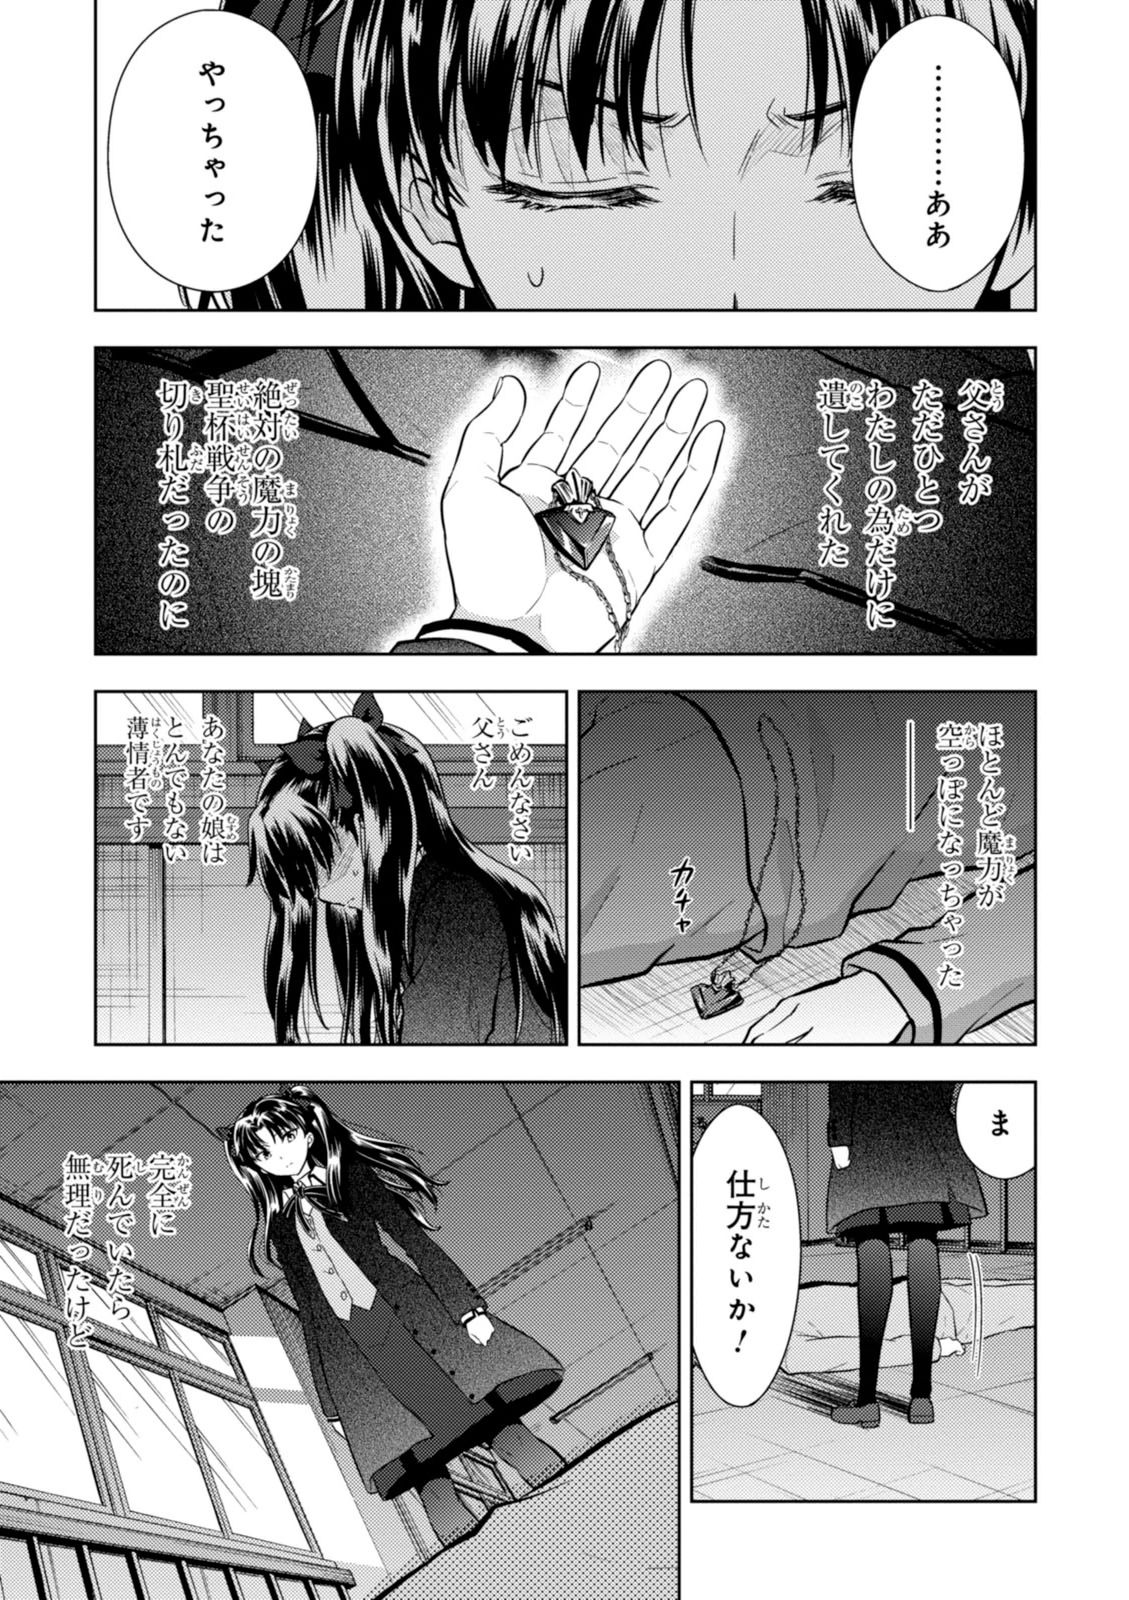 …………ああ
やっちゃった
父さんが
ただひとつ
わたしの為だけに
遺してくれた
絶対の魔力の塊
聖杯戦争の
切り札だったのに
ほとんど魔力が
空っぽになっちゃった
――
カチャ
ごめんなさい
父さん
あなたの娘は
とんでもない
薄情者です
ま
仕方ないか！
完全に
死んでいたら
無理だったけど